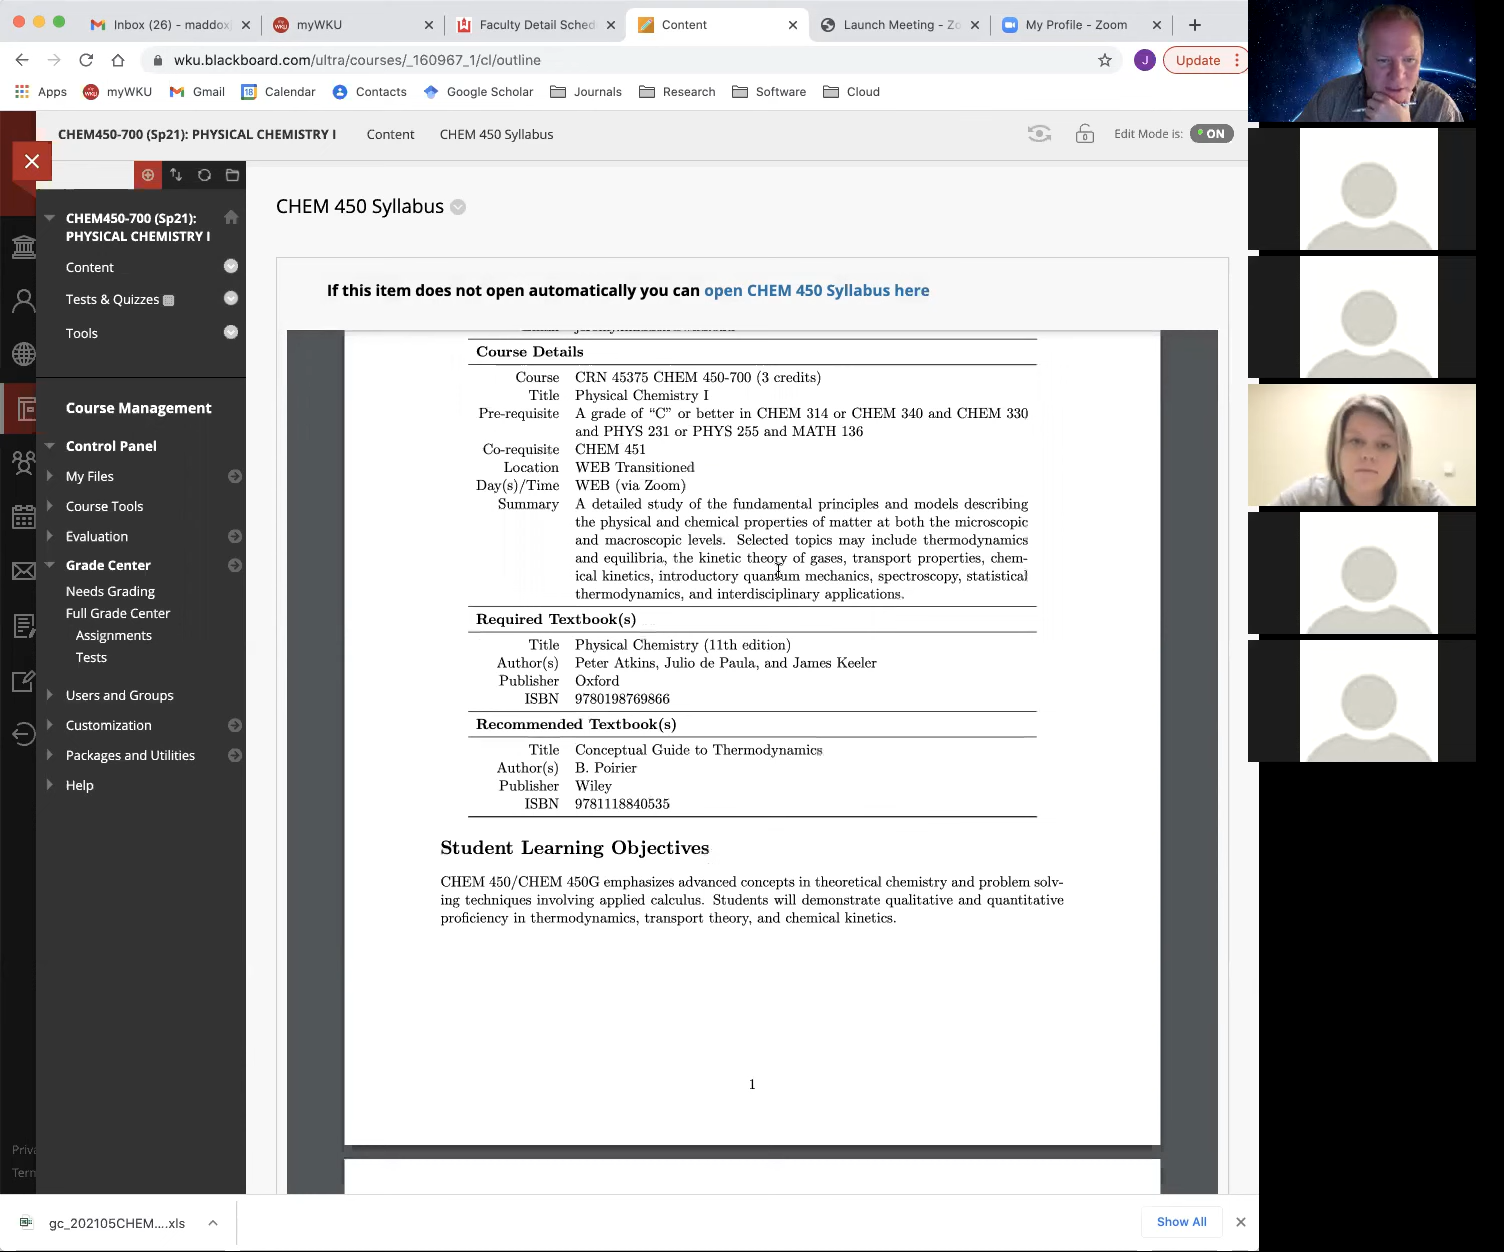 Inbox (26) - maddox
myWKU
Faculty Detail Sched
Content
Launch Meeting - Zo
My Profile - Zoom
wku.blackboard.com/ultra/courses/_160967_1/cl/outline
J
Update
Apps
myWKU
Gmail
18
Calendar
Contacts
Google Scholar
Journals
Research
Software
Cloud
CHEM450-700 (Sp21): PHYSICAL CHEMISTRY I
Content
CHEM 450 Syllabus
Edit Mode is:
ON
CHEM450-700 (Sp21):
PHYSICAL CHEMISTRY I
Content
Tests & Quizzes
Tools
Course Management
Control Panel
My Files
Course Tools
Evaluation
Grade Center
Needs Grading
Full Grade Center
Assignments
Tests
Users and Groups
Customization
Packages and Utilities
Help
Priva
Term
CHEM 450 Syllabus
If this item does not open automatically you can open CHEM 450 Syllabus here
Course Details
Course CRN 45375 CHEM 450-700 (3 credits)
Title Physical Chemistry I
Pre-requisite A grade of “C” or better in CHEM 314 or CHEM 340 and CHEM 330
and PHYS 231 or PHYS 255 and MATH 136
Co-requisite CHEM 451
Location WEB Transitioned
Day(s)/Time WEB (via Zoom)
Summary A detailed study of the fundamental principles and models describing
the physical and chemical properties of matter at both the microscopic
and macroscopic levels. Selected topics may include thermodynamics
and equilibria, the kinetic theory of gases, transport properties, chem-
ical kinetics, introductory quantum mechanics, spectroscopy, statistical
thermodynamics, and interdisciplinary applications.
Required Textbook(s)
Title Physical Chemistry (11th edition)
Author(s) Peter Atkins, Julio de Paula, and James Keeler
Publisher Oxford
ISBN 9780198769866
Recommended Textbook(s)
Title Conceptual Guide to Thermodynamics
Author(s) B. Poirier
Publisher Wiley
ISBN 9781118840535
Student Learning Objectives
CHEM 450/CHEM 450G emphasizes advanced concepts in theoretical chemistry and problem solv-
ing techniques involving applied calculus. Students will demonstrate qualitative and quantitative
proficiency in thermodynamics, transport theory, and chemical kinetics.
1
gc_202105CHEM....xls
Show All